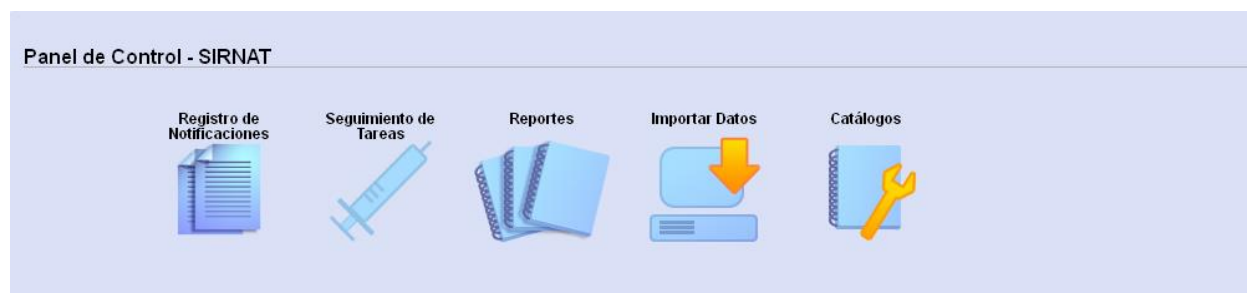 Panel de Control - SIRNAT
Registro de
Notificaciones
Seguimiento de
Tareas
Reportes
Importar Datos
Catálogos